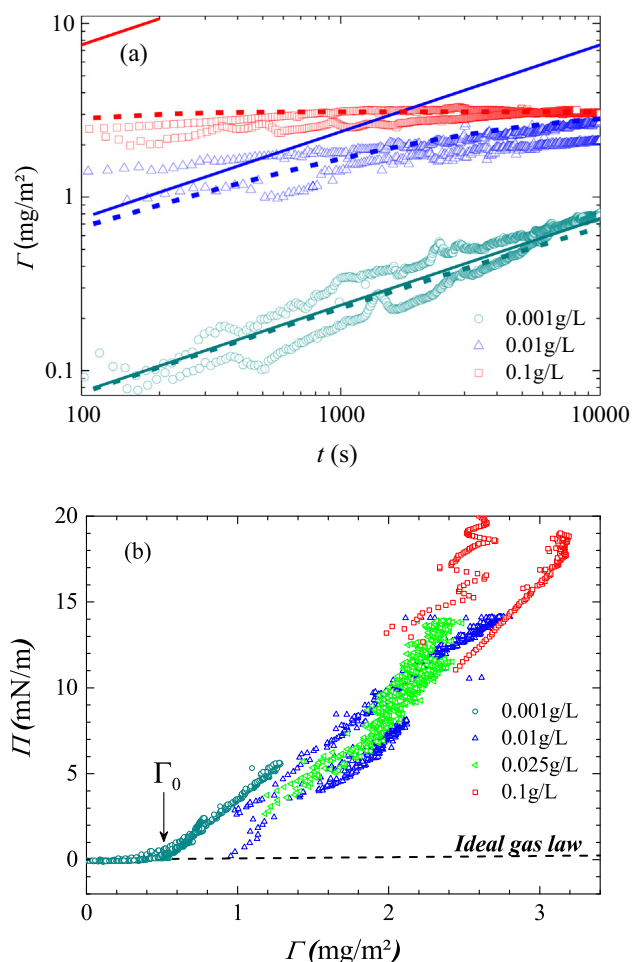 (a)
10
1
0.1
Γ (mg/m²)
0.001g/L
0.01g/L
0.1g/L
100
1000
10000
t (s)
(b)
20
15
10
5
0
Π (mN/m)
Γ₀
0.001g/L
0.01g/L
0.025g/L
0.1g/L
Ideal gas law
0
1
2
3
Γ (mg/m²)